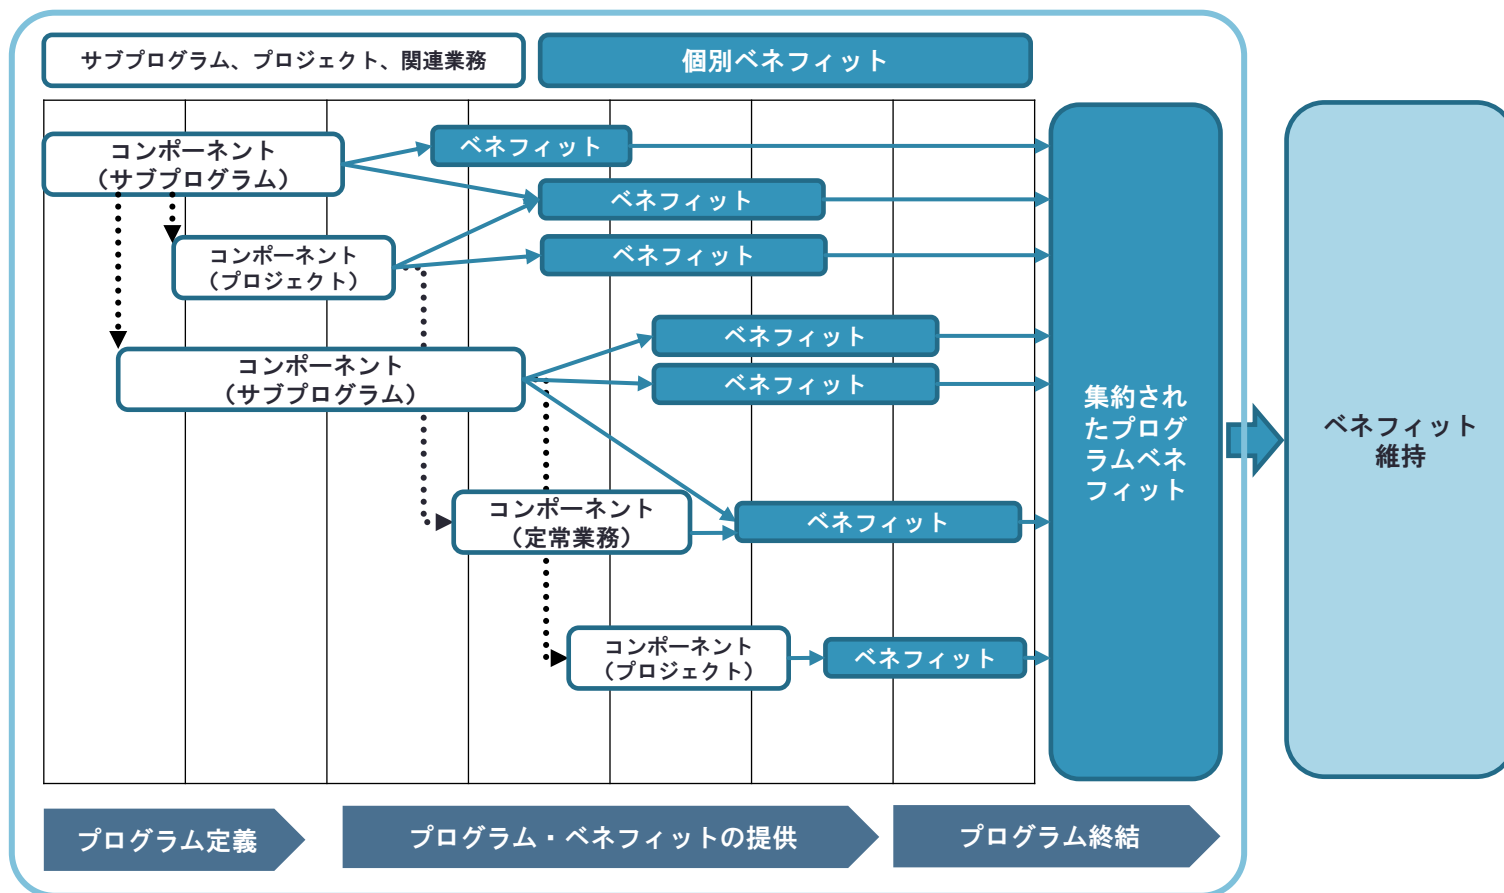 サブプログラム、プロジェクト、関連業務
個別ベネフィット
コンポーネント
（サブプログラム）
ベネフィット
ベネフィット
コンポーネント
（プロジェクト）
ベネフィット
ベネフィット
コンポーネント
（サブプログラム）
ベネフィット
コンポーネント
（定常業務）
ベネフィット
コンポーネント
（プロジェクト）
ベネフィット
集約され
たプログ
ラムベネ
フィット
ベネフィット
維持
プログラム定義
プログラム・ベネフィットの提供
プログラム終結